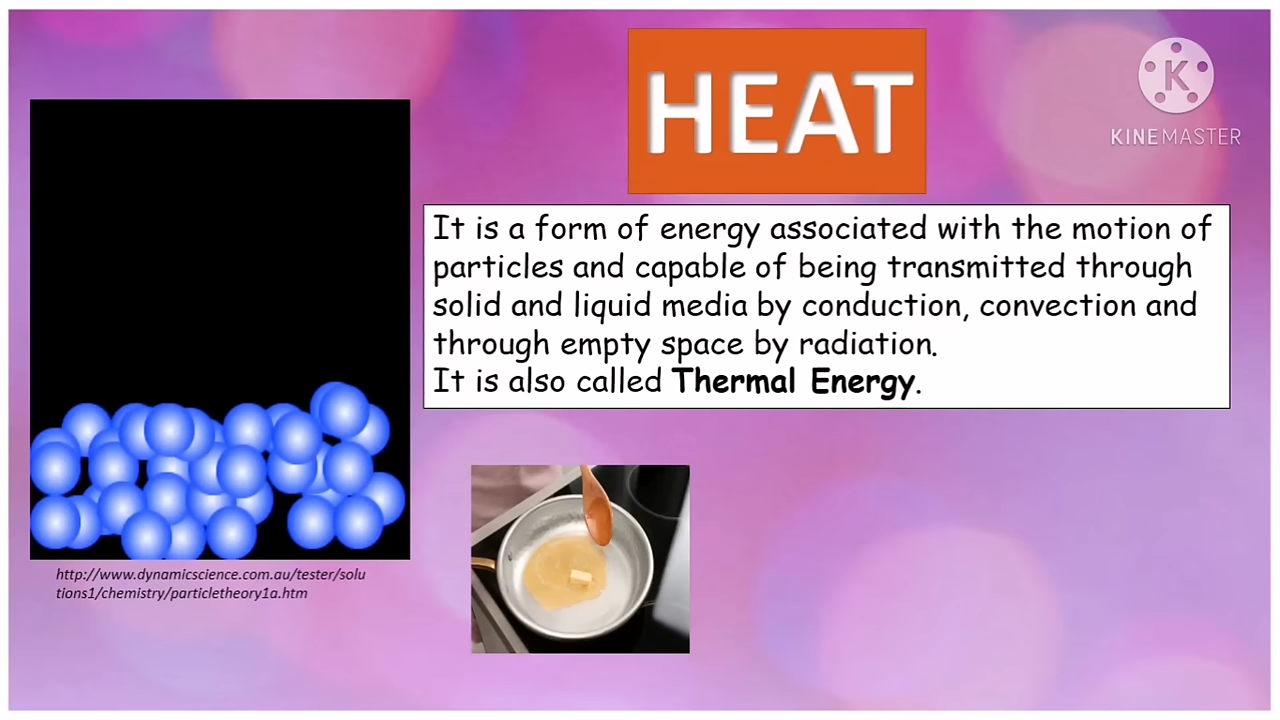 HEAT
K
KINEMASTER
It is a form of energy associated with the motion of
particles and capable of being transmitted through
solid and liquid media by conduction, convection and
through empty space by radiation.
It is also called Thermal Energy.
http://www.dynamicscience.com.au/tester/solu
tions1/chemistry/particletheory1a.htm